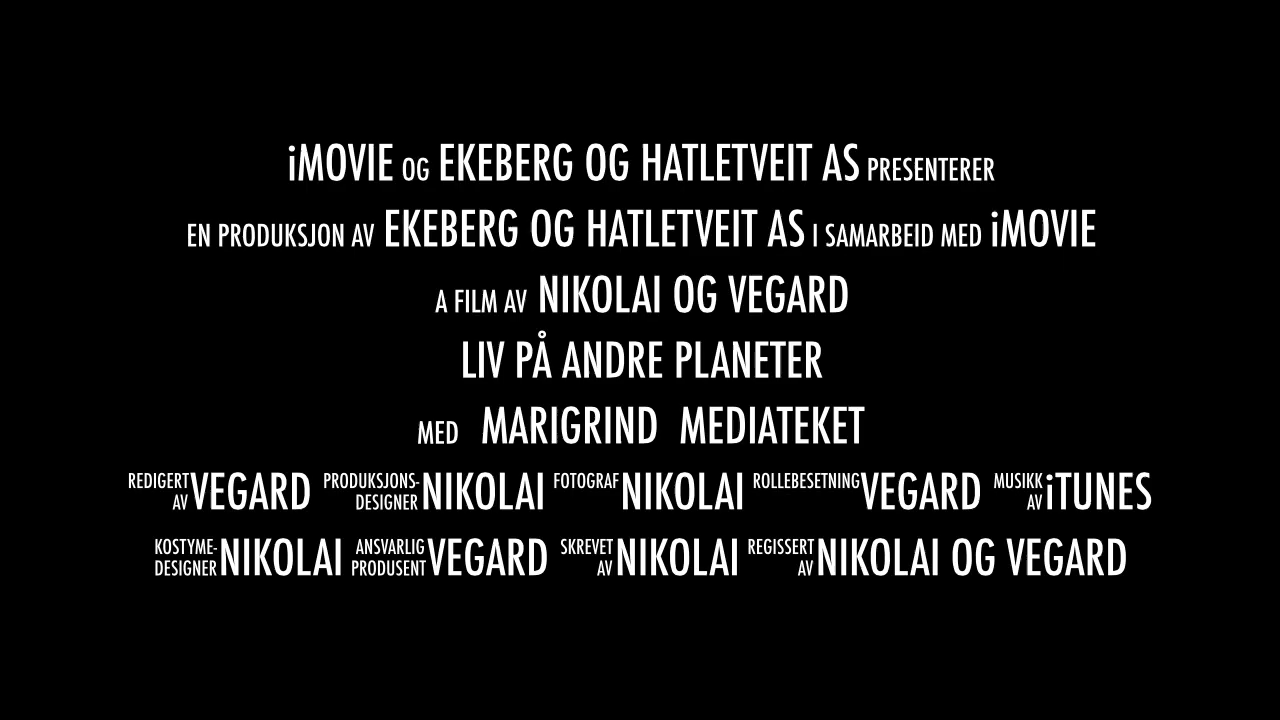 iMOVIE OG EKEBERG OG HATLETVEIT AS PRESENTERER
EN PRODUKSJON AV EKEBERG OG HATLETVEIT AS I SAMARBEID MED iMOVIE
A FILM AV NIKOLAI OG VEGARD
LIV PÅ ANDRE PLANETER
MED MARIGRIND MEDIATEKET
REDIGERT AV VEGARD PRODUKSJONS-DESIGNER NIKOLAI FOTOGRAF NIKOLAI ROLLEBESETNING VEGARD MUSIKK AV iTUNES
KOSTYME-DESIGNER NIKOLAI ANSVARLIG PRODUSENT VEGARD SKREVET AV NIKOLAI REGISSERT AV NIKOLAI OG VEGARD